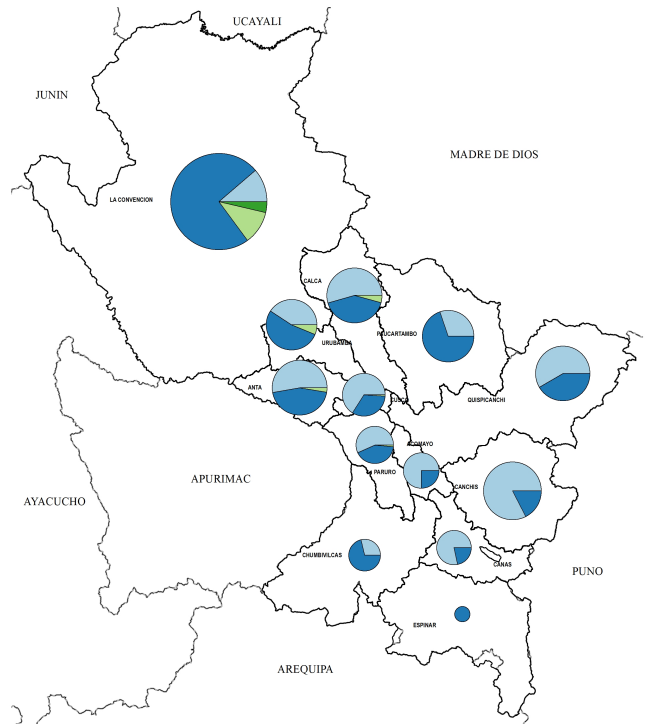 UCAYALI
JUNIN
MADRE DE DIOS
LA CONVENCION
CALCA
URUBAMBA
PAUCARTAMBO
ANTA
CUSCO
QUISPICANCHI
ACOMAYO
PARURO
APURIMAC
CANCHIS
AYACUCHO
CHUMBIVILCAS
CANAS
PUNO
ESPINAR
AREQUIPA